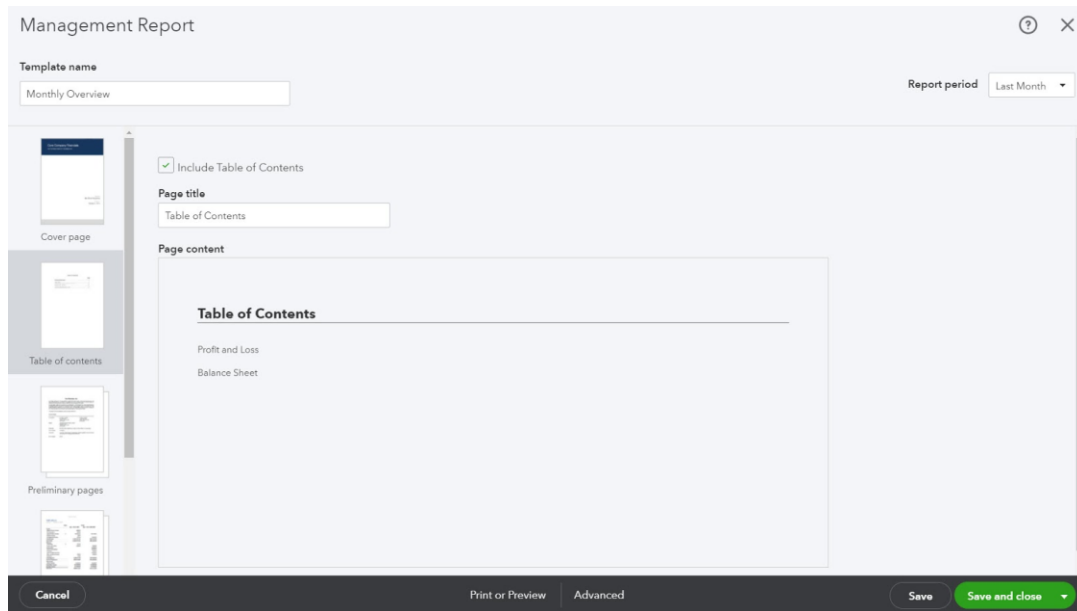 Management Report
Template name
Monthly Overview
Report period
Last Month
Cover page
Table of contents
Preliminary pages
Include Table of Contents
Page title
Table of Contents
Page content
Table of Contents
Profit and Loss
Balance Sheet
Cancel
Print or Preview
Advanced
Save
Save and close